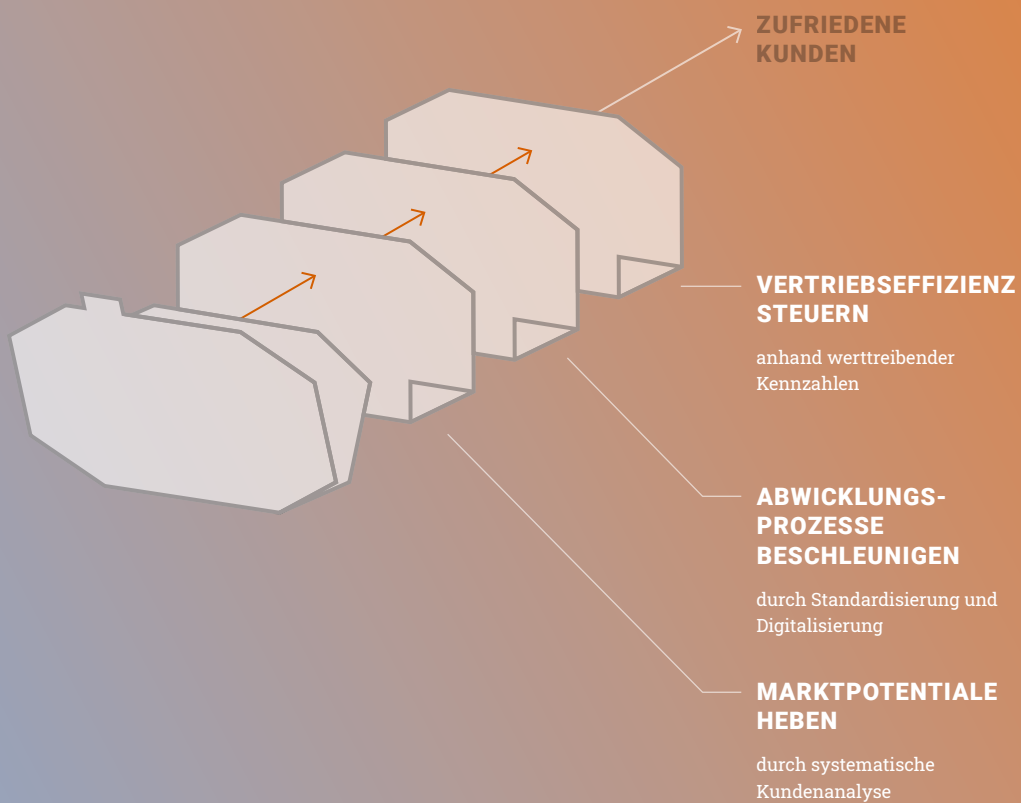 ZUFRIEDENE
KUNDEN
VERTRIEBSEFFIZIENZ
STEUERN
anhand werttreibender
Kennzahlen
ABWICKLUNGS-
PROZESSE
BESCHLEUNIGEN
durch Standardisierung und
Digitalisierung
MARKTPOTENTIALE
HEBEN
durch systematische
Kundenanalyse